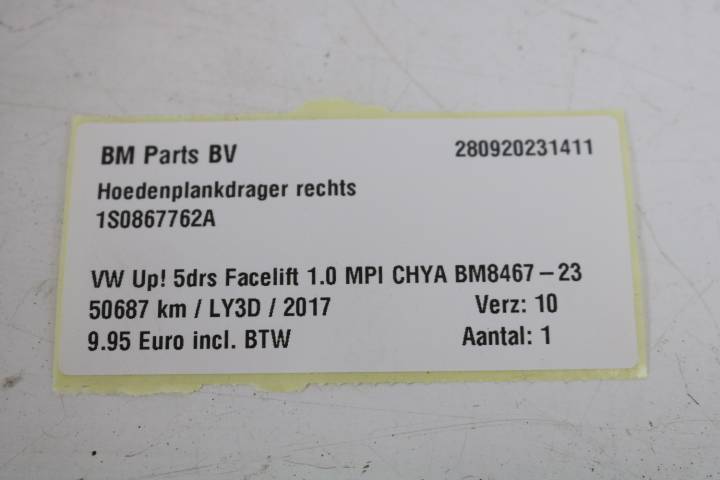 BM Parts BV 280920231411
Hoedenplankdrager rechts
1S0867762A
VW Up! 5drs Facelift 1.0 MPI CHYA BM8467-23
50687 km / LY3D / 2017 Verz: 10
9.95 Euro incl. BTW Aantal: 1